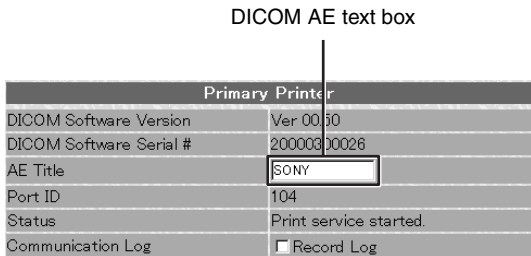 DICOM AE text box
Primary Printer
DICOM Software Version Ver 00.50
DICOM Software Serial # 20000300026
AE Title SONY
Port ID 104
Status Print service started.
Communication Log Record Log